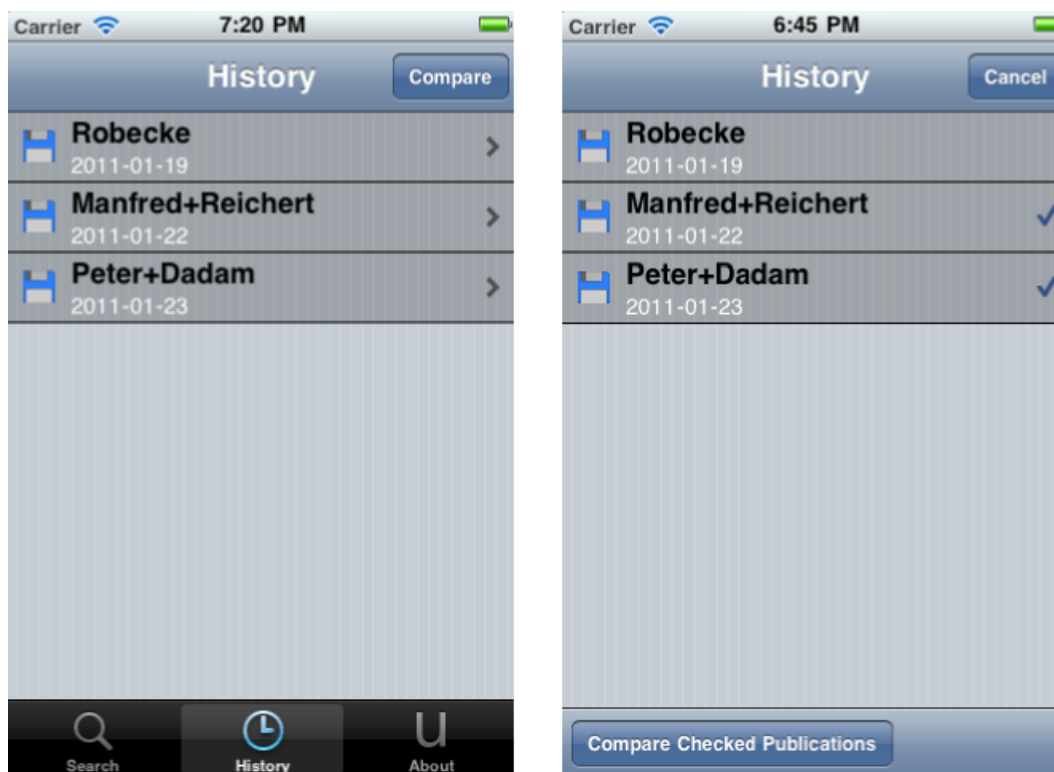 Carrier 7:20 PM
History Compare
Robecke
2011-01-19
Manfred+Reichert
2011-01-22
Peter+Dadam
2011-01-23
Search History About
Carrier 6:45 PM
History Cancel
Robecke
2011-01-19
Manfred+Reichert
2011-01-22
Peter+Dadam
2011-01-23
Compare Checked Publications